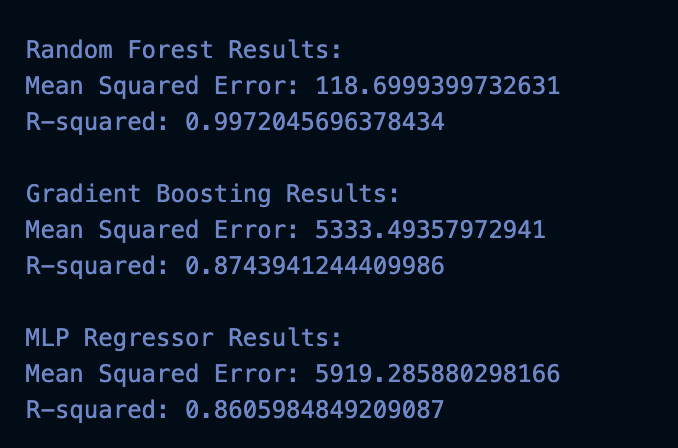 Random Forest Results:
Mean Squared Error: 118.6999399732631
R-squared: 0.9972045696378434
Gradient Boosting Results:
Mean Squared Error: 5333.49357972941
R-squared: 0.8743941244409986
MLP Regressor Results:
Mean Squared Error: 5919.285880298166
R-squared: 0.8605984849209087